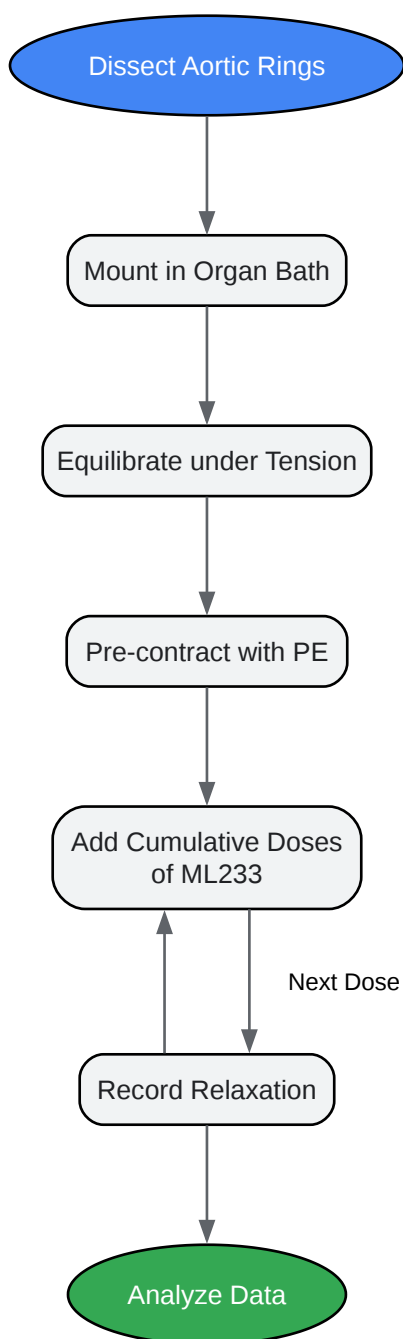 Dissect Aortic Rings
Mount in Organ Bath
Equilibrate under Tension
Pre-contract with PE
Add Cumulative Doses
of ML233
Next Dose
Record Relaxation
Analyze Data